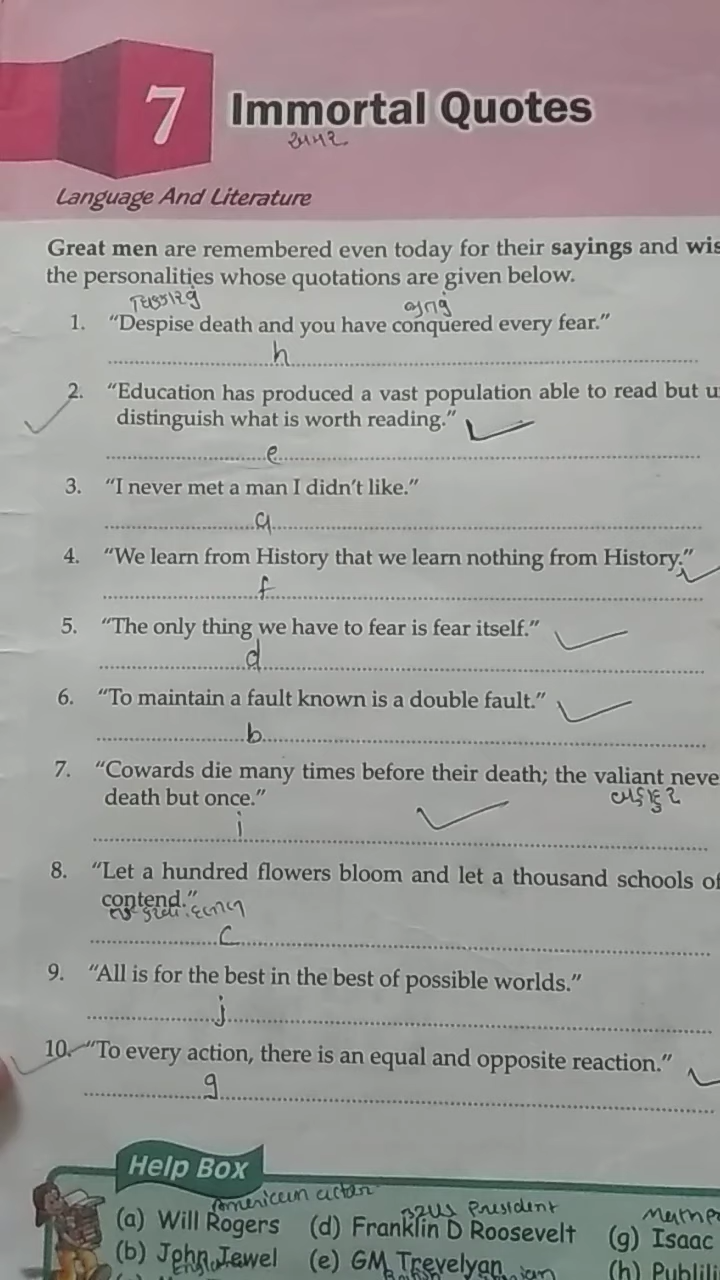 7 Immortal Quotes
અમર
Language And Literature
Great men are remembered even today for their sayings and wis
the personalities whose quotations are given below.
1. "Despise death and you have conquered every fear."
h
2. "Education has produced a vast population able to read but u
distinguish what is worth reading."
e
3. "I never met a man I didn't like."
a
4. "We learn from History that we learn nothing from History."
f
5. "The only thing we have to fear is fear itself."
d
6. "To maintain a fault known is a double fault."
b
7. "Cowards die many times before their death; the valiant neve
death but once."
i
8. "Let a hundred flowers bloom and let a thousand schools of
contend."
c
9. "All is for the best in the best of possible worlds."
j
10. "To every action, there is an equal and opposite reaction."
g
Help Box
American actor President
(a) Will Rogers (d) Franklin D Roosevelt (g) Isaac
(b) John Jewel (e) GM Trevelyan (h) Publili